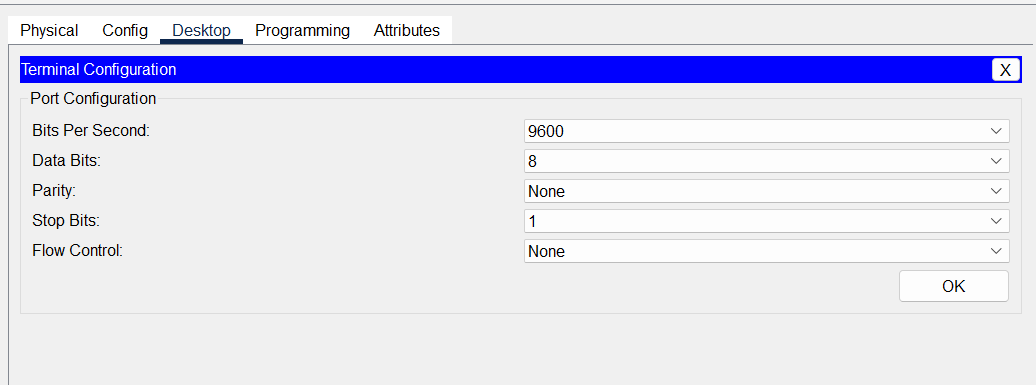 Physical Config Desktop Programming Attributes
Terminal Configuration X
Port Configuration
Bits Per Second: 9600
Data Bits: 8
Parity: None
Stop Bits: 1
Flow Control: None
OK